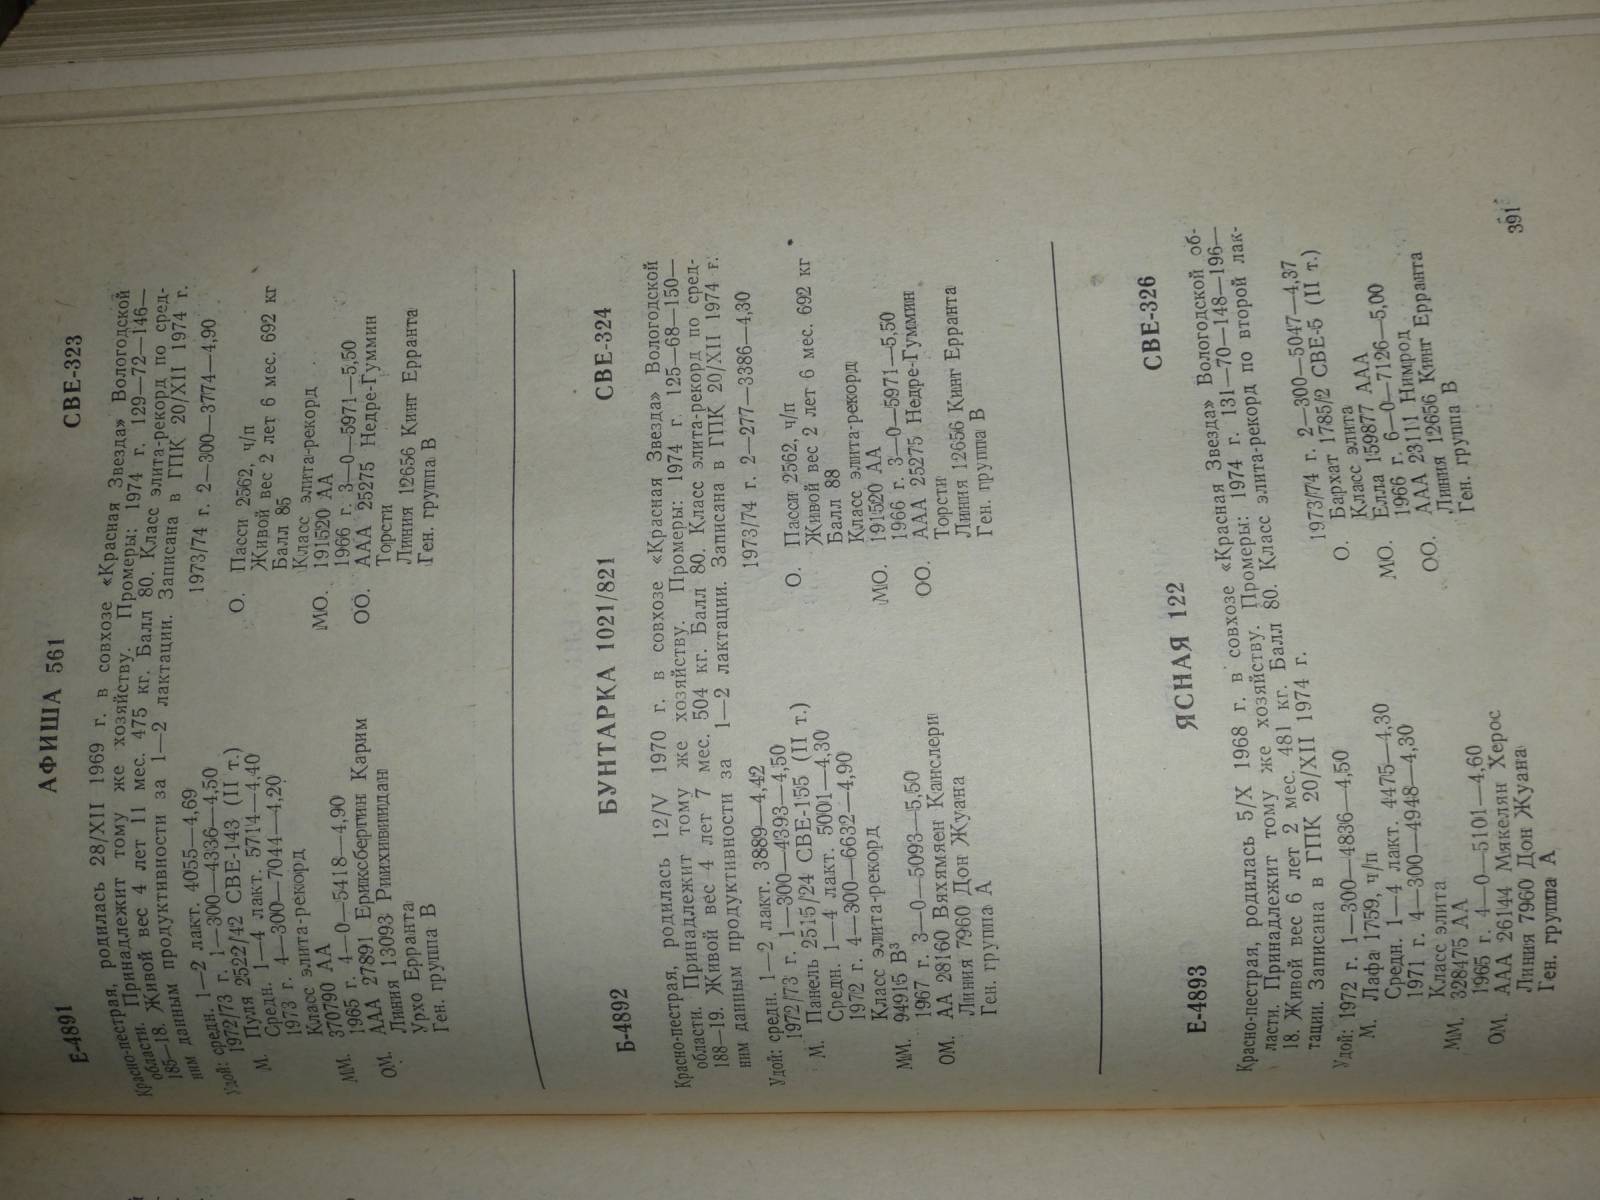 Е-4891 АФИША 561 СВЕ-323
Красно-пестрая, родилась 28/XII 1969 г. в совхозе «Красная Звезда» Вологодской
области. Принадлежит тому же хозяйству. Промеры: 1974 г. 129—72—146—
185—18. Живой вес 4 лет 11 мес. 475 кг. Балл 80. Класс элита-рекорд по сред-
ним данным продуктивности за 1—2 лактации. Записана в ГПК 20/XII 1974 г.
Удой: средн. 1—2 лакт. 4055—4,69
1972/73 г. 1—300—4336—4,50 1973/74 г. 2—300—3774—4,90
М. Пуля 2522/42 СВЕ-143 (II т.)
Средн. 1—4 лакт. 5714—4,40
1973 г. 4—300—7044—4,20
Класс элита-рекорд
ММ. 370790 АА
1965 г. 4—0—5418—4,90
ОМ. ААА 27891 Ериксбергин Карим
Линия 13093 Риихивиидан
Урхо Ерранта
Ген. группа В
О. Пасси 2562, ч/п
Живой вес 2 лет 6 мес. 692 кг
Балл 85
Класс элита-рекорд
МО. 191520 АА
1966 г. 3—0—5971—5,50
ОО. ААА 25275 Недре-Гуммин
Торсти
Линия 12656 Кинг Ерранта
Ген. группа В
Б-4892 БУНТАРКА 1021/821 СВЕ-324
Красно-пестрая, родилась 12/V 1970 г. в совхозе «Красная Звезда» Вологодской
области. Принадлежит тому же хозяйству. Промеры: 1974 г. 125—68—150—
188—19. Живой вес 4 лет 7 мес. 504 кг. Балл 80. Класс элита-рекорд по сред-
ним данным продуктивности за 1—2 лактации. Записана в ГПК 20/XII 1974 г.
Удой: средн. 1—2 лакт. 3889—4,42
1972/73 г. 1—300—4393—4,50 1973/74 г. 2—277—3386—4,30
М. Панель 2515/24 СВЕ-155 (II т.)
Средн. 1—4 лакт. 5001—4,30
1972 г. 4—300—6632—4,90
Класс элита-рекорд
ММ. 94915 В³
1967 г. 3—0—5093—5,50
ОМ. АА 28160 Вяхямяен Канслери
Линия 7960 Дон Жуана
Ген. группа А
О. Пасси 2562, ч/п
Живой вес 2 лет 6 мес. 692 кг
Балл 88
Класс элита-рекорд
МО. 191520 АА
1966 г. 3—0—5971—5,50
ОО. ААА 25275 Недре-Гуммин
Торсти
Линия 12656 Кинг Ерранта
Ген. группа В
Е-4893 ЯСНАЯ 122 СВЕ-326
Красно-пестрая, родилась 5/X 1968 г. в совхозе «Красная Звезда» Вологодской об-
ласти. Принадлежит тому же хозяйству. Промеры: 1974 г. 131—70—148—196—
18. Живой вес 6 лет 2 мес. 481 кг. Балл 80. Класс элита-рекорд по второй лак-
тации. Записана в ГПК 20/XII 1974 г.
Удой: 1972 г. 1—300—4836—4,50 1973/74 г. 2—300—5047—4,37
М. Лафа 1759, ч/п
Средн. 1—4 лакт. 4475—4,30
1971 г. 4—300—4948—4,30
Класс элита
ММ. 328475 АА
1965 г. 4—0—5101—4,60
ОМ. ААА 26144 Мякелян Херос
Линия 7960 Дон Жуана
Ген. группа А
О. Бархат 1785/2 СВЕ-5 (II т.)
Класс элита
МО. Елла 159877 ААА
1966 г. 6—0—7126—5,00
ОО. ААА 23111 Нимрод
Линия 12656 Кинг Ерранта
Ген. группа В
391